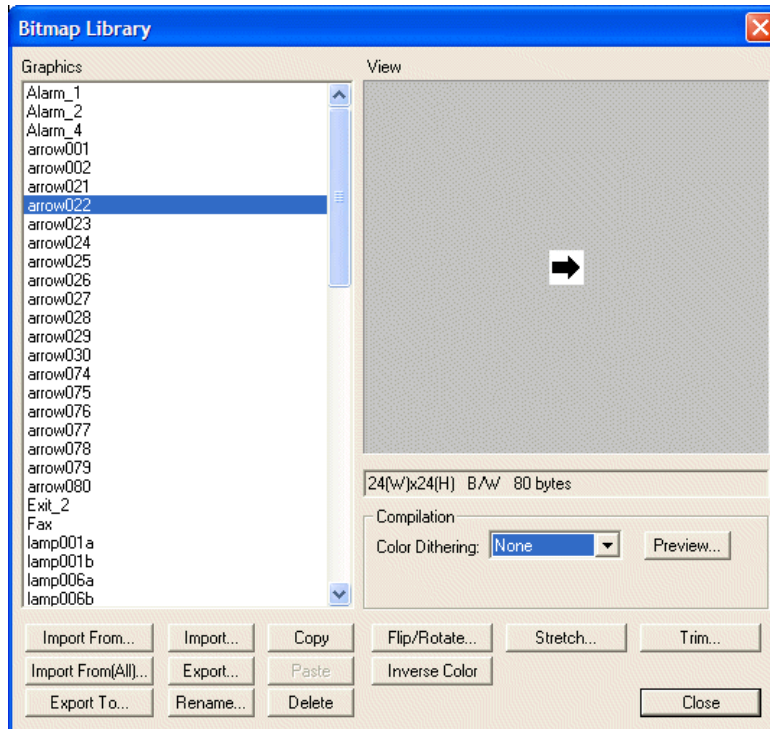 Bitmap Library
Graphics
View
Alarm_1
Alarm_2
Alarm_4
arrow001
arrow002
arrow021
arrow022
arrow023
arrow024
arrow025
arrow026
arrow027
arrow028
arrow029
arrow030
arrow074
arrow075
arrow076
arrow077
arrow078
arrow079
arrow080
Exit_2
Fax
lamp001a
lamp001b
lamp006a
lamp006b
24(W)x24(H) B/W 80 bytes
Compilation
Color Dithering: None Preview...
Import From... Import... Copy Flip/Rotate... Stretch... Trim...
Import From(All)... Export... Paste Inverse Color
Export To... Rename... Delete Close